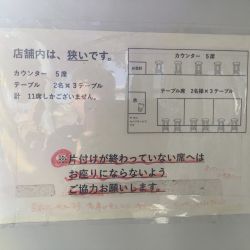 店舗内は、狭いです。
カウンター 5席
テーブル 2名×3テーブル
計 11席しかございません。
カウンター 5席
テーブル席 2名様×3テーブル
※片付けが終わっていない席へは
お座りにならないよう
ご協力お願いします。